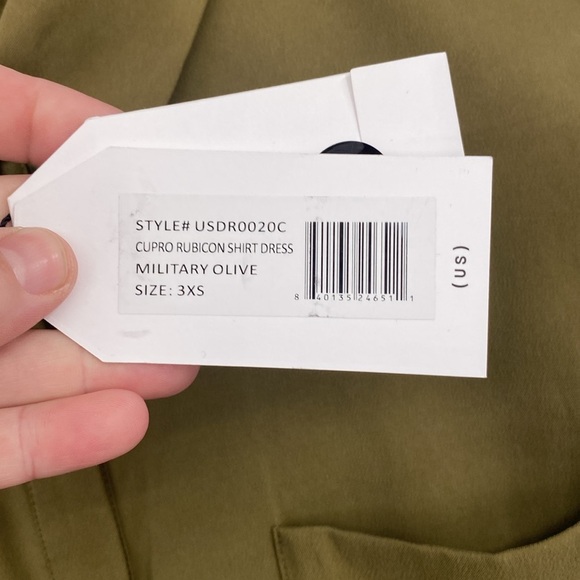 STYLE# USDR0020C
CUPRO RUBICON SHIRT DRESS
MILITARY OLIVE
SIZE: 3XS
8 40135 24651 1
(US)